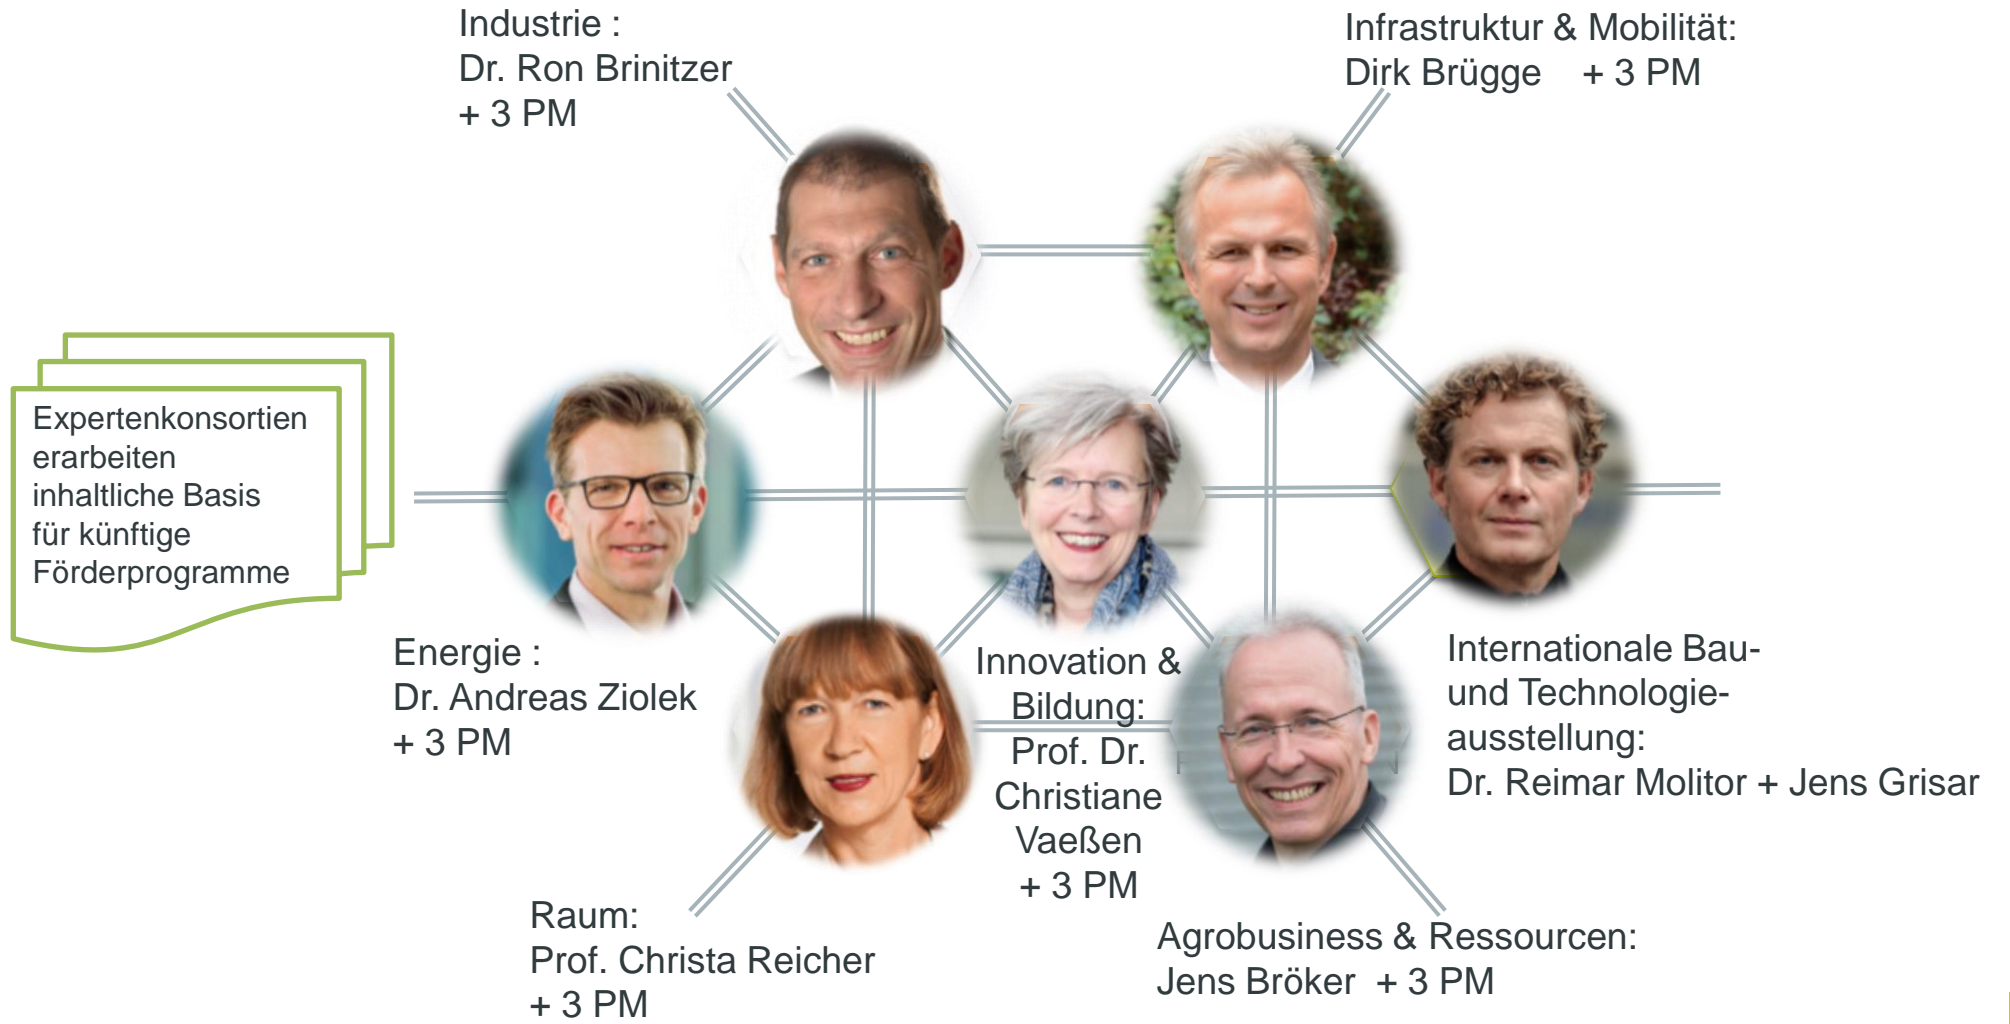 Industrie :
Dr. Ron Brinitzer
+ 3 PM
Infrastruktur & Mobilität:
Dirk Brügge + 3 PM
Expertenkonsortien
erarbeiten
inhaltliche Basis
für künftige
Förderprogramme
Energie :
Dr. Andreas Ziolek
+ 3 PM
Innovation &
Bildung:
Prof. Dr.
Christiane
Vaeßen
+ 3 PM
Internationale Bau-
und Technologie-
ausstellung:
Dr. Reimar Molitor + Jens Grisar
Raum:
Prof. Christa Reicher
+ 3 PM
Agrobusiness & Ressourcen:
Jens Bröker + 3 PM